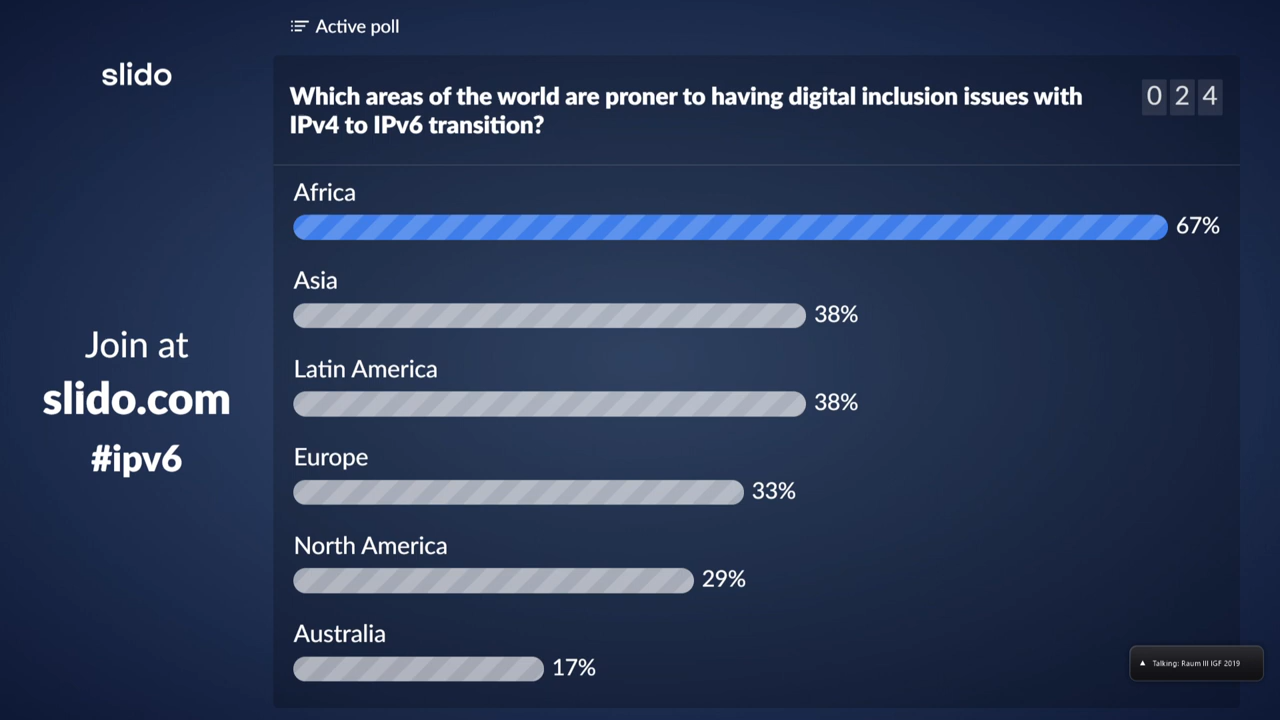 Active poll
slido
Which areas of the world are proner to having digital inclusion issues with
IPv4 to IPv6 transition?
0 2 4
Africa
67%
Asia
38%
Latin America
38%
Europe
33%
North America
29%
Australia
17%
Join at
slido.com
#ipv6
Talking: Raum III IGF 2019